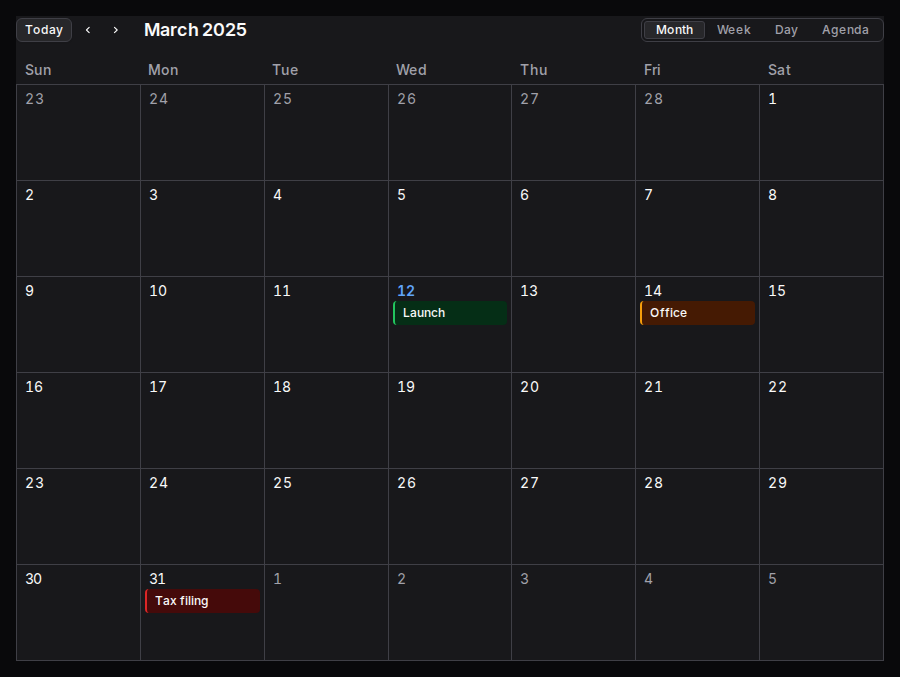 Today ‹ › March 2025 Month Week Day Agenda
Sun Mon Tue Wed Thu Fri Sat
23 24 25 26 27 28 1
2 3 4 5 6 7 8
9 10 11 12 13 14 15
Launch Office
16 17 18 19 20 21 22
23 24 25 26 27 28 29
30 31 1 2 3 4 5
Tax filing